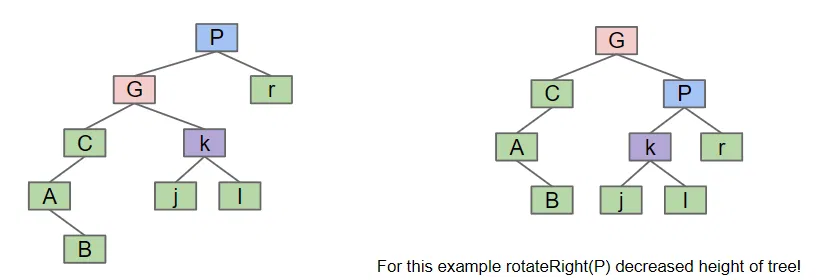 P
G
r
C
k
A
j
l
B
G
C
P
A
k
r
B
j
l
For this example rotateRight(P) decreased height of tree!